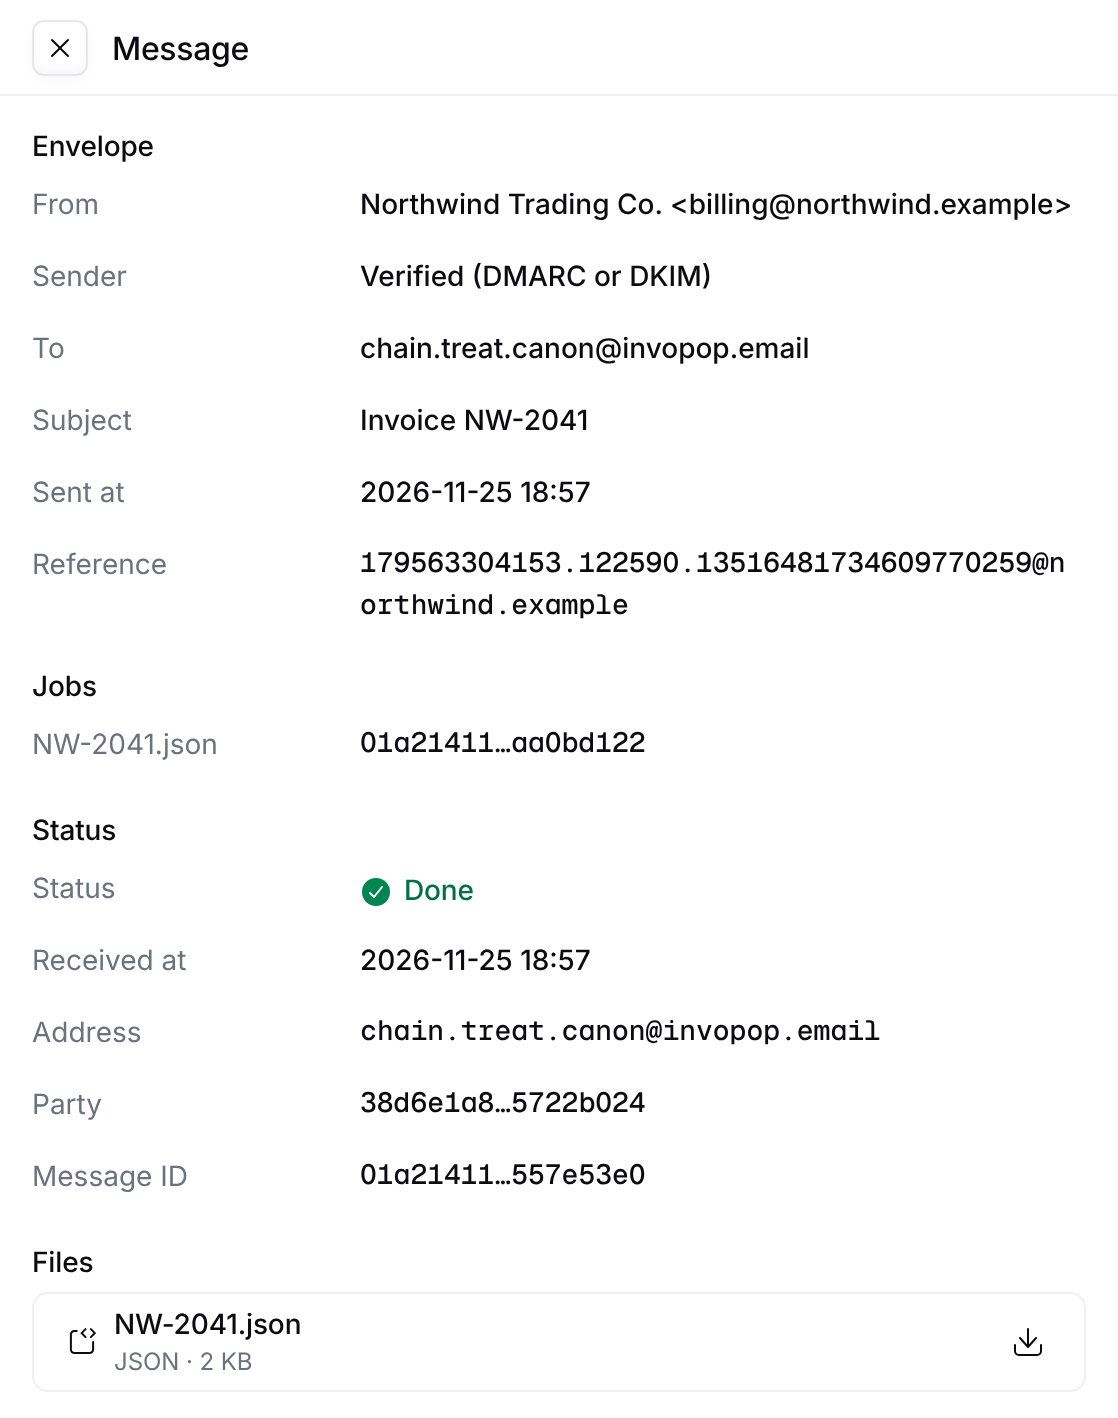 Message
Envelope
From Northwind Trading Co. <billing@northwind.example>
Sender Verified (DMARC or DKIM)
To chain.treat.canon@invopop.email
Subject Invoice NW-2041
Sent at 2026-11-25 18:57
Reference 179563304153.122590.13516481734609770259@n
orthwind.example
Jobs
NW-2041.json 01a21411…aa0bd122
Status
Status Done
Received at 2026-11-25 18:57
Address chain.treat.canon@invopop.email
Party 38d6e1a8…5722b024
Message ID 01a21411…557e53e0
Files
NW-2041.json
JSON · 2 KB